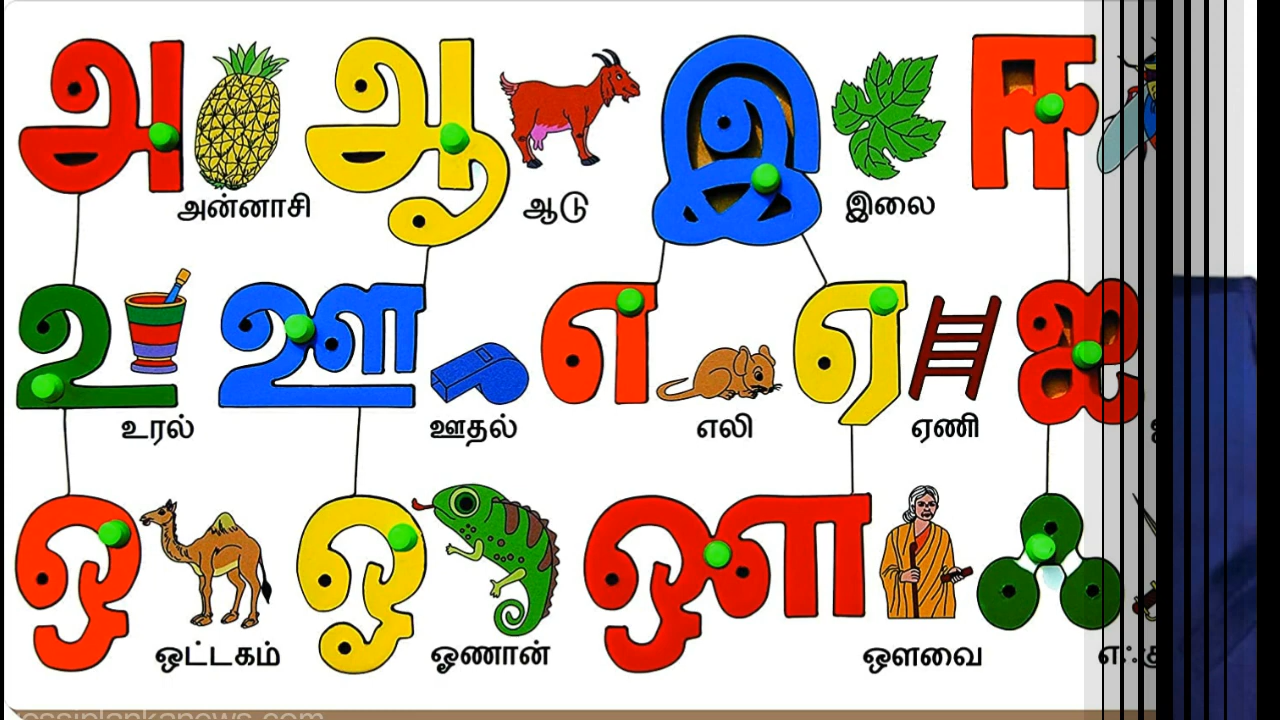 அ ஆ இ ஈ
அன்னாசி ஆடு இலை
உ ஊ எ ஏ ஐ
உரல் ஊதல் எலி ஏணி
ஒ ஓ ஔ ஃ
ஒட்டகம் ஓணான் ஔவை